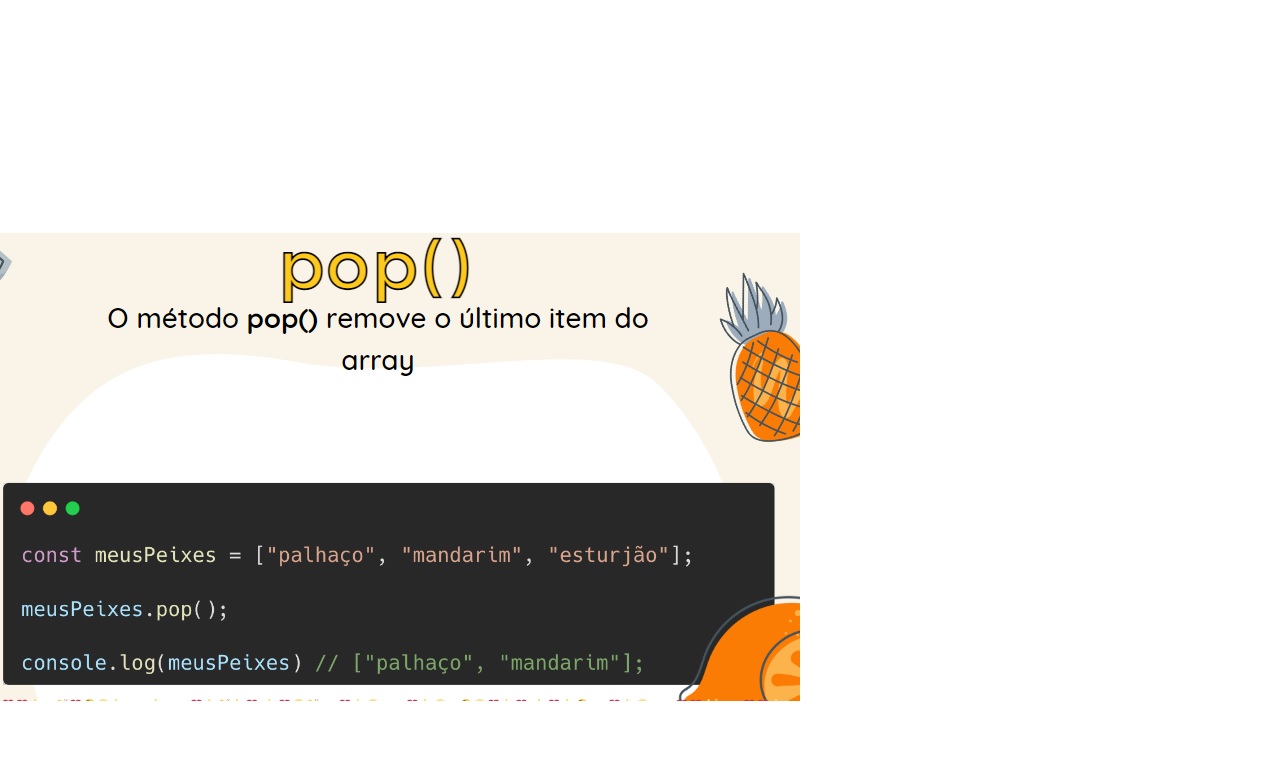 pop()
O método pop() remove o último item do
array
const meusPeixes = ["palhaço", "mandarim", "esturjão"];
meusPeixes.pop();
console.log(meusPeixes) // ["palhaço", "mandarim"];